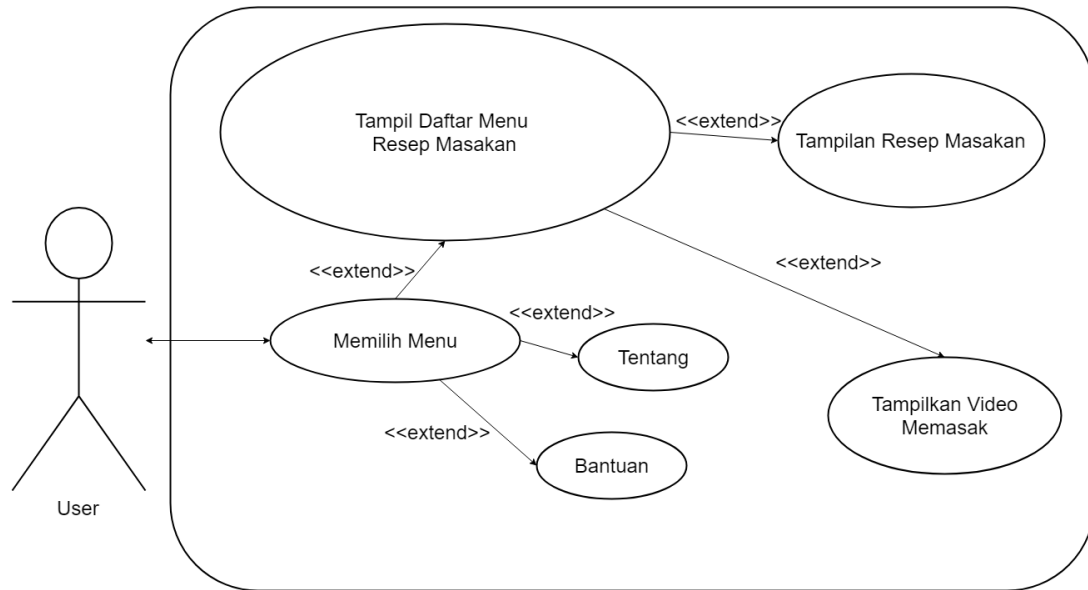 Tampil Daftar Menu
Resep Masakan
<<extend>>
Tampilan Resep Masakan
<<extend>>
<<extend>>
<<extend>>
Memilih Menu
Tentang
Tampilkan Video
Memasak
<<extend>>
Bantuan
User